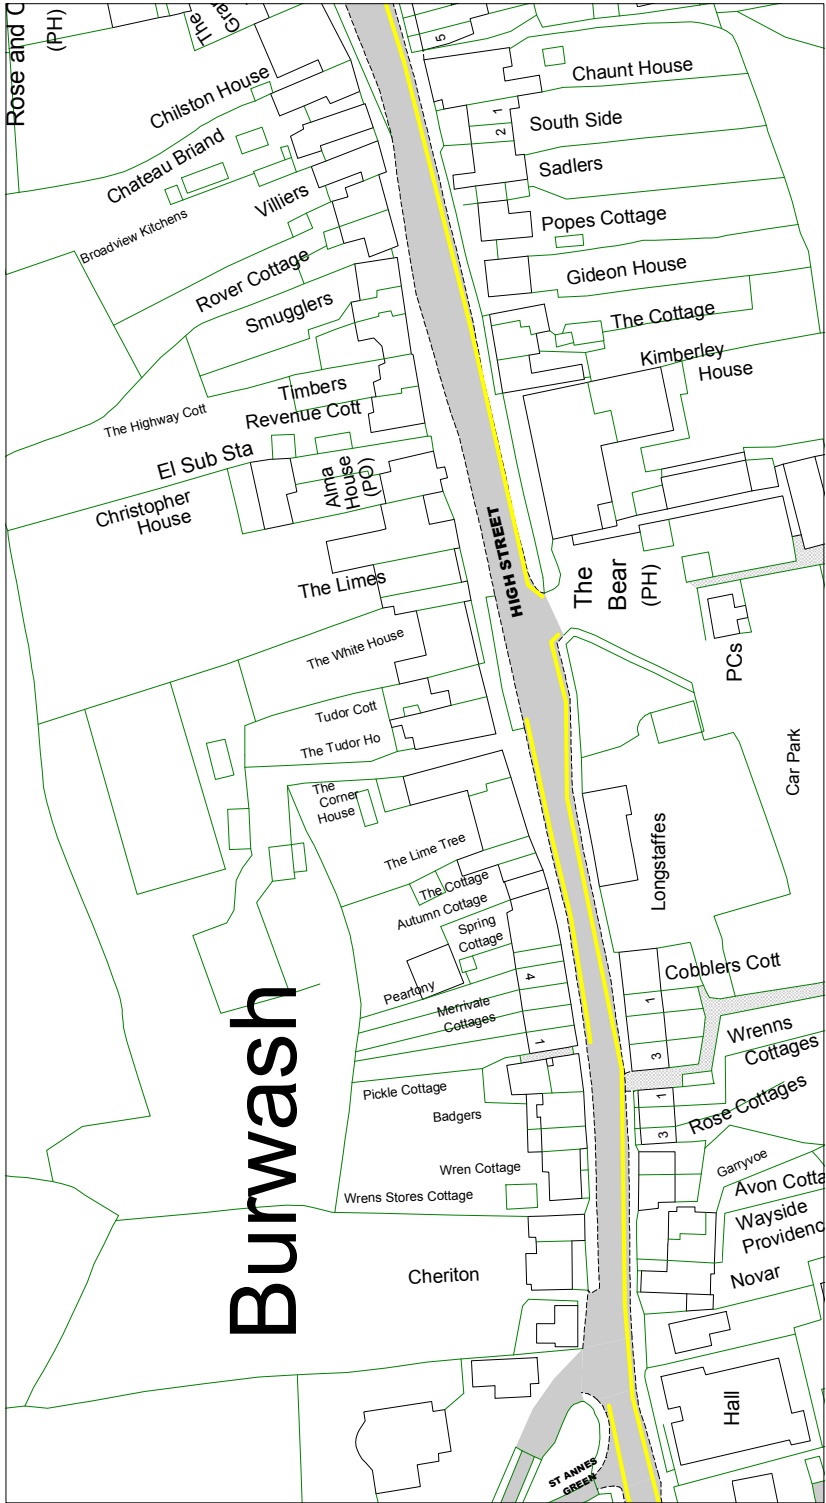 Rose and
(PH)
The
5
Chaunt House
Chilston House
1
2
South Side
Chateau Briand
Sadlers
Villiers
Broadview Kitchens
Popes Cottage
Rover Cottage
Gideon House
Smugglers
The Cottage
Kimberley
House
Timbers
The Highway Cott
Revenue Cott
El Sub Sta
Alma
House
(PO)
Christopher
House
HIGH STREET
The Limes
The
Bear
(PH)
The White House
PCs
Tudor Cott
The Tudor Ho
Car Park
The
Corner
House
Longstaffes
The Lime Tree
The Cottage
Autumn Cottage
Spring
Cottage
4
Cobblers Cott
Peartony
1
Merrivale
Cottages
1
3
Wrenns
Cottages
Burwash
Pickle Cottage
Badgers
1
3
Rose Cottages
Wren Cottage
Garryvoe
Wrens Stores Cottage
Avon Cotta
Wayside
Providenc
Cheriton
Novar
Hall
ST ANNES
GREEN